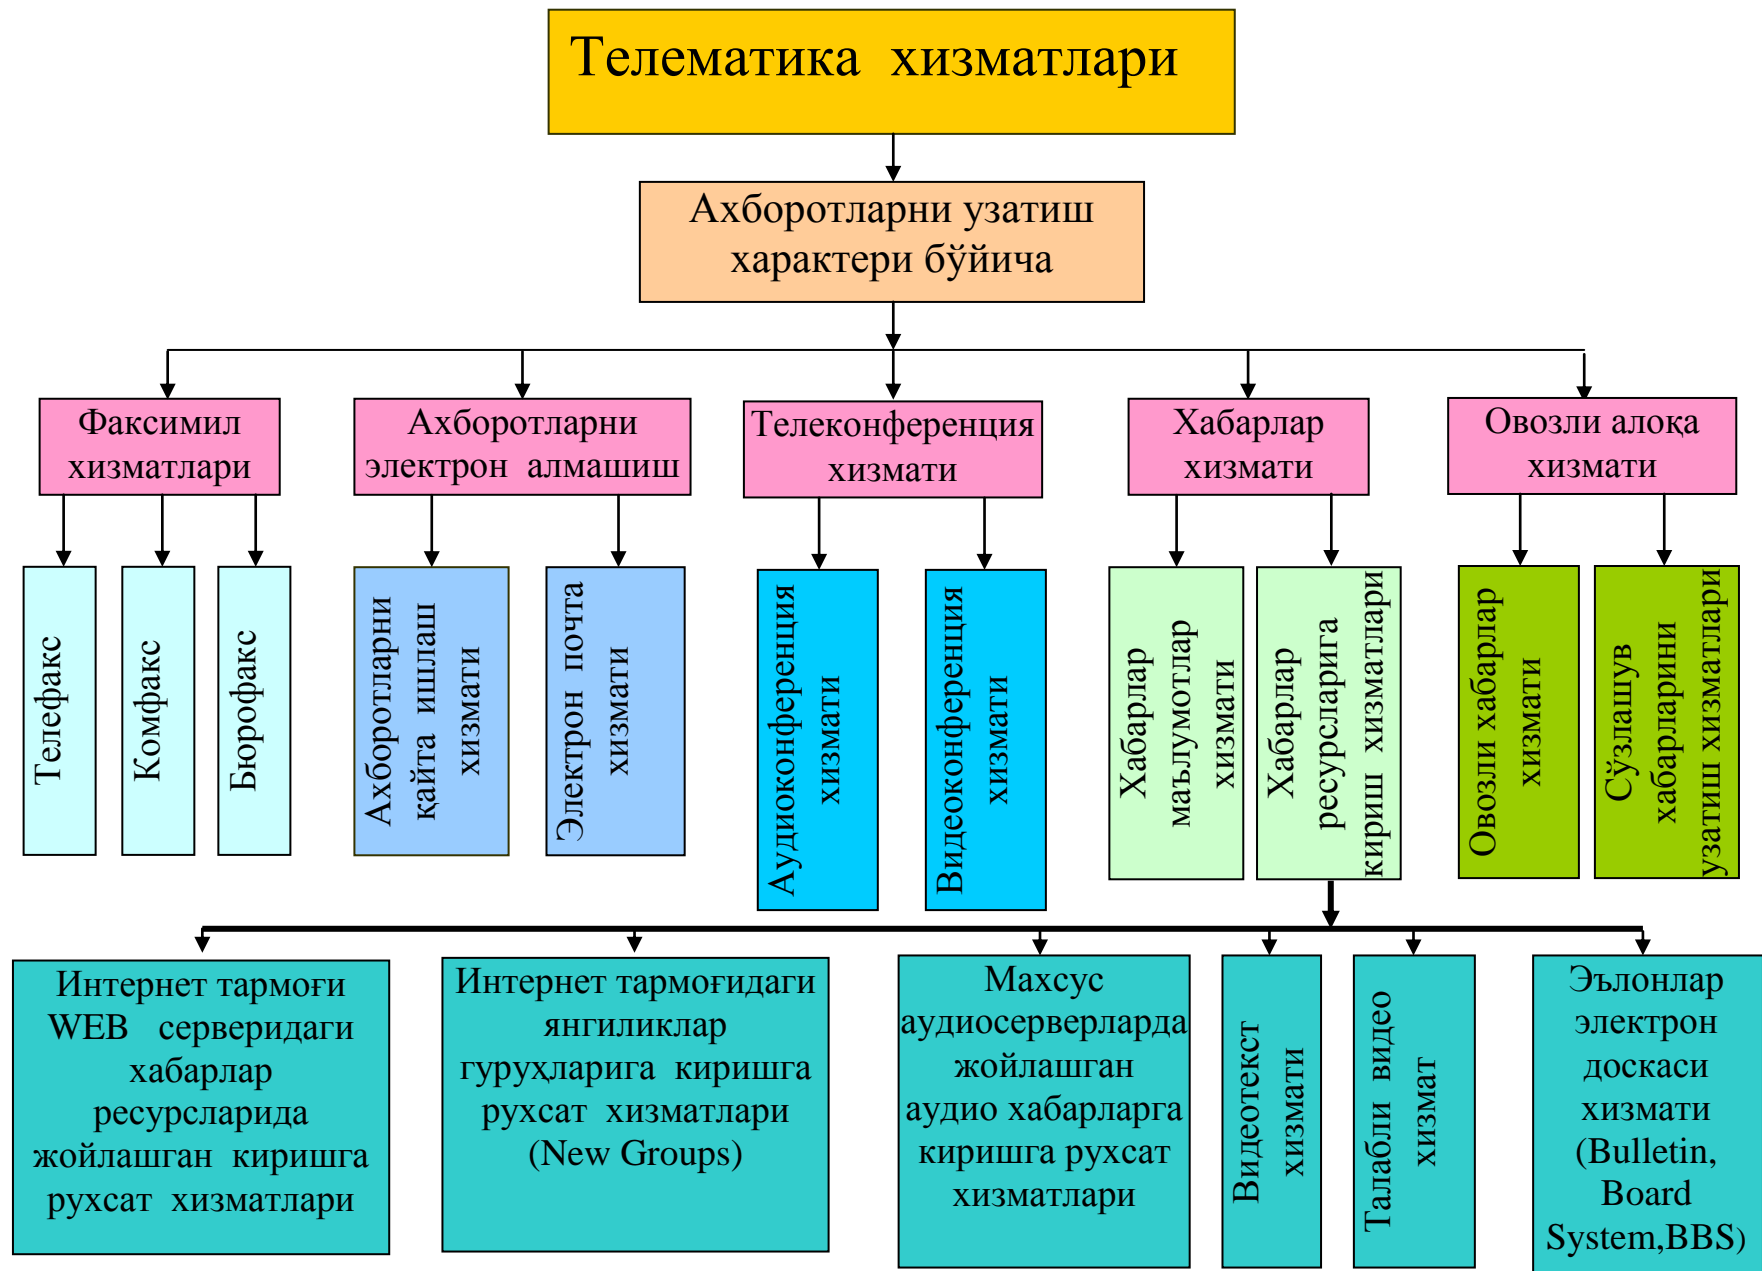 Телематика хизматлари
Ахборотларни узатиш
характери бўйича
Факсимил
хизматлари
Ахборотларни
электрон алмашиш
Телеконференция
хизмати
Хабарлар
хизмати
Овозли алоқа
хизмати
Телефакс
Комфакс
Бюрофакс
Ахборотларни
қайта ишлаш
хизмати
Электрон почта
хизмати
Аудиоконференция
хизмати
Видеоконференция
хизмати
Хабарлар
маълумотлар
хизмати
Хабарлар
ресурсларига
кириш хизматлари
Овозли хабарлар
хизмати
Сўзлашув
хабарларини
узатиш хизматлари
Интернет тармоғи
WEB серверидаги
хабарлар
ресурсларида
жойлашган киришга
рухсат хизматлари
Интернет тармоғидаги
янгиликлар
гуруҳларига киришга
рухсат хизматлари
(New Groups)
Махсус
аудиосерверларда
жойлашган
аудио хабарларга
киришга рухсат
хизматлари
Видеотекст
хизмати
Талабли видео
хизмат
Эълонлар
электрон
доскаси
хизмати
(Bulletin,
Board
System,BBS)